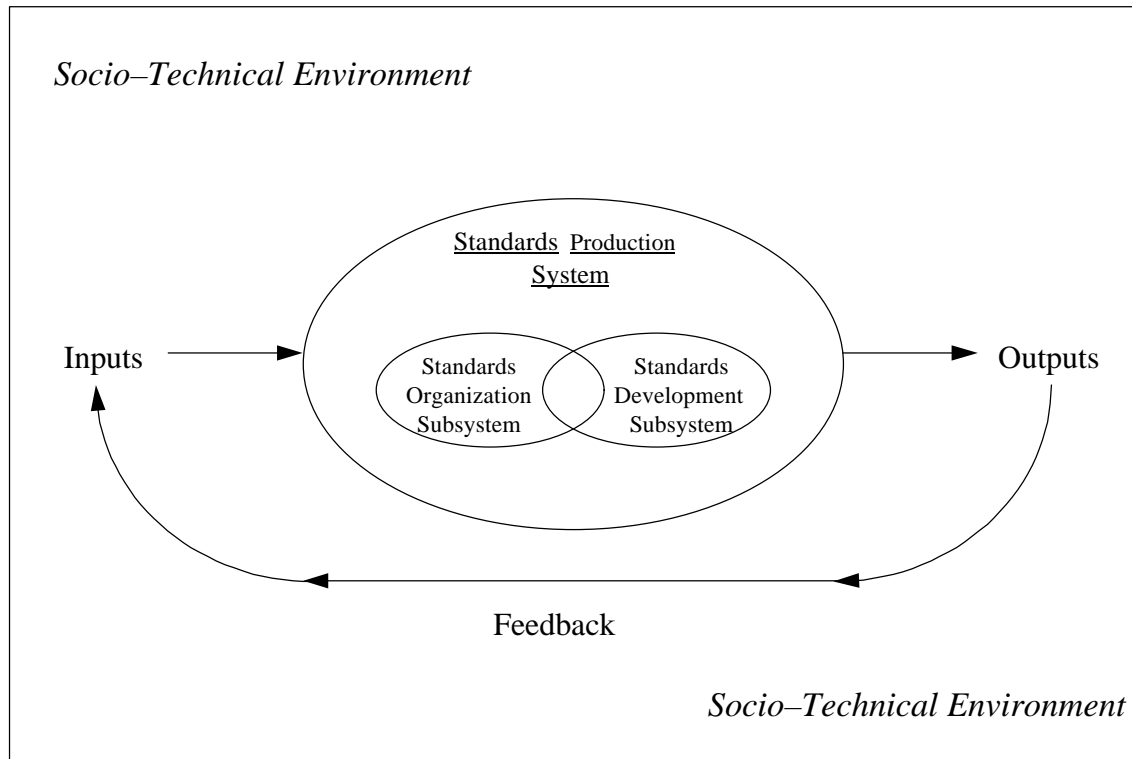 Socio–Technical Environment
Standards Production
System
Inputs
Standards
Organization
Subsystem
Standards
Development
Subsystem
Outputs
Feedback
Socio–Technical Environment